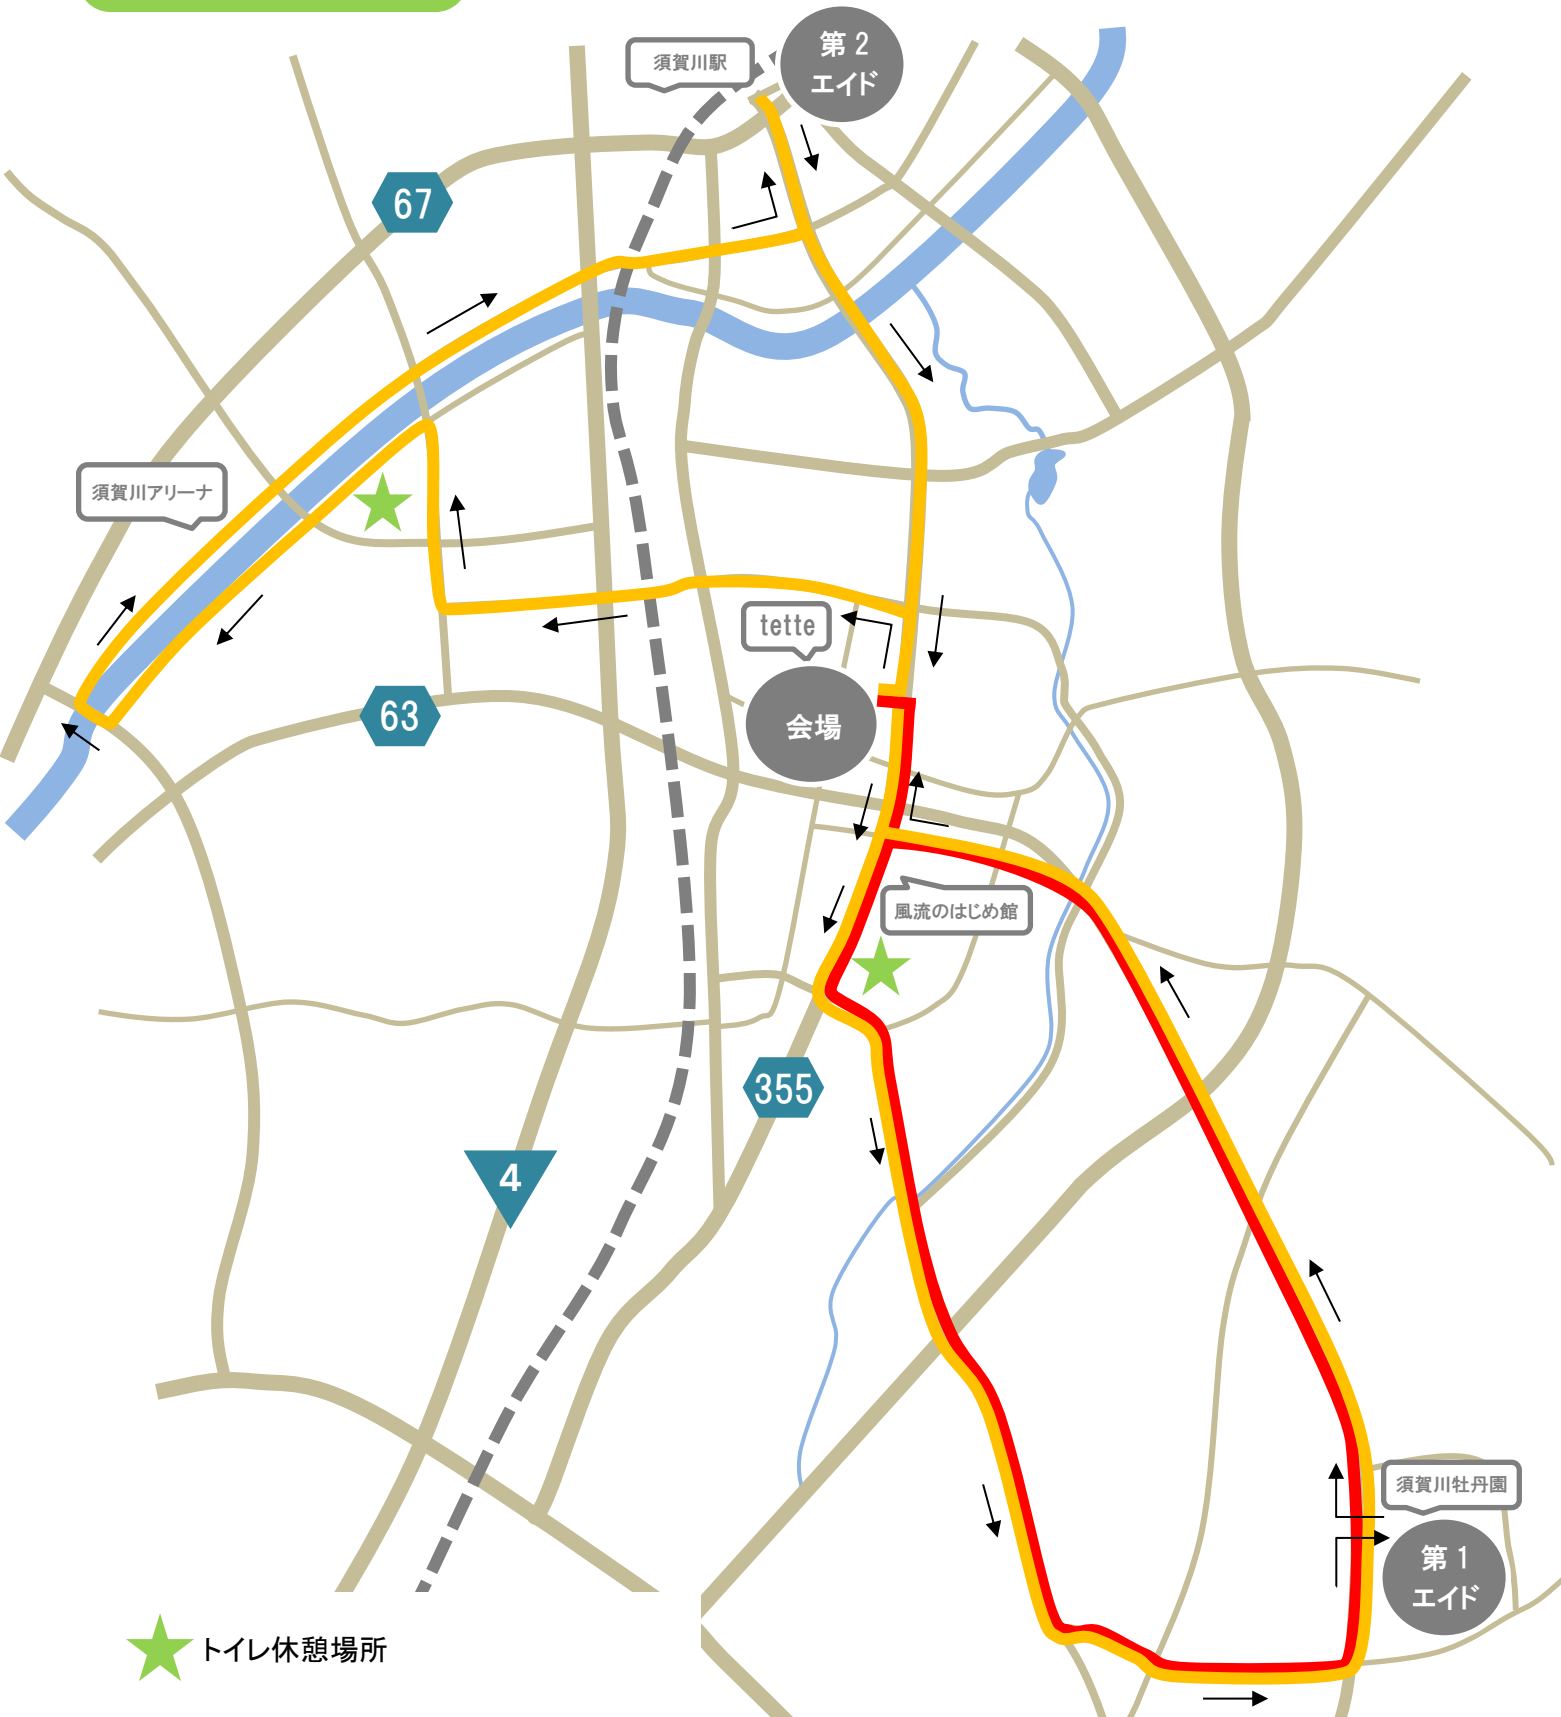 須賀川駅
第2
エイド
67
須賀川アリーナ
tette
63
会場
風流のはじめ館
355
4
須賀川牡丹園
第1
エイド
トイレ休憩場所